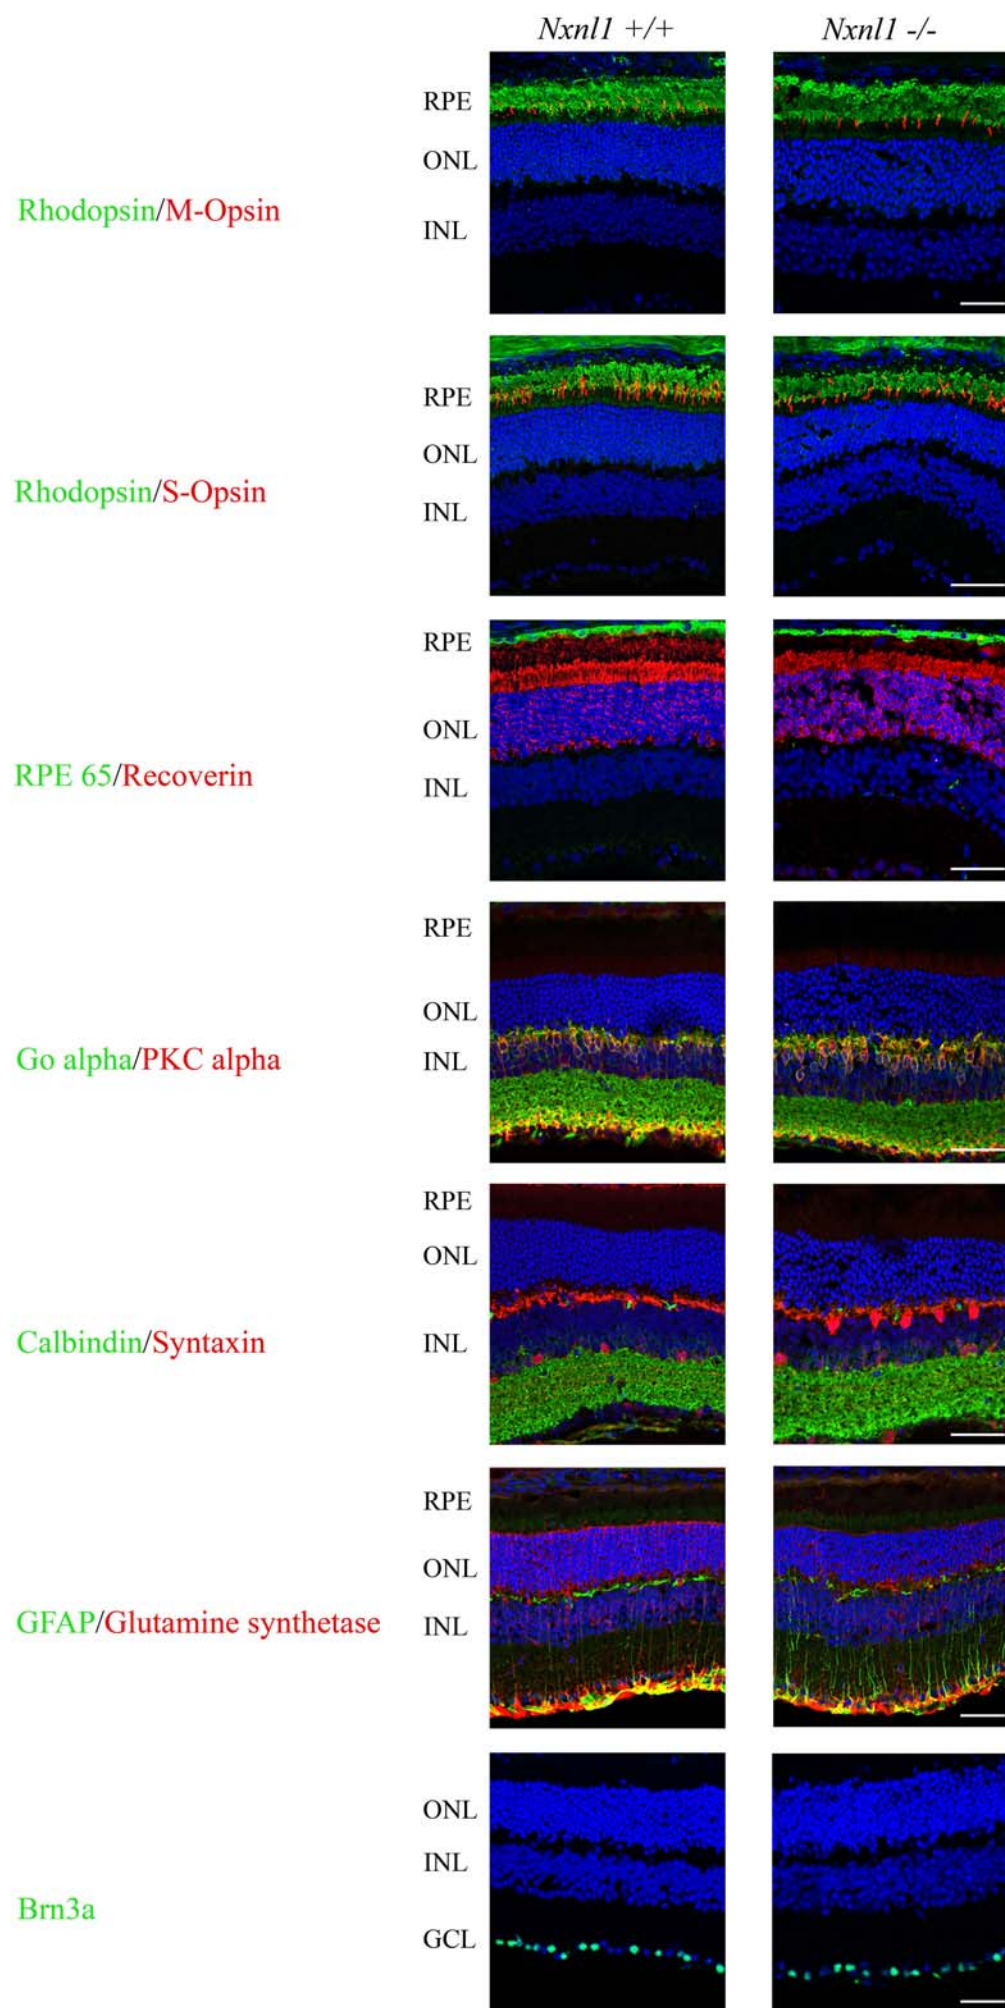 Nxnl1 +/+ Nxnl1 -/-
RPE
ONL
Rhodopsin/M-Opsin
INL
RPE
ONL
Rhodopsin/S-Opsin
INL
RPE
ONL
RPE 65/Recoverin
INL
RPE
ONL
Go alpha/PKC alpha
INL
RPE
ONL
Calbindin/Syntaxin
INL
RPE
ONL
GFAP/Glutamine synthetase
INL
ONL
INL
Brn3a
GCL